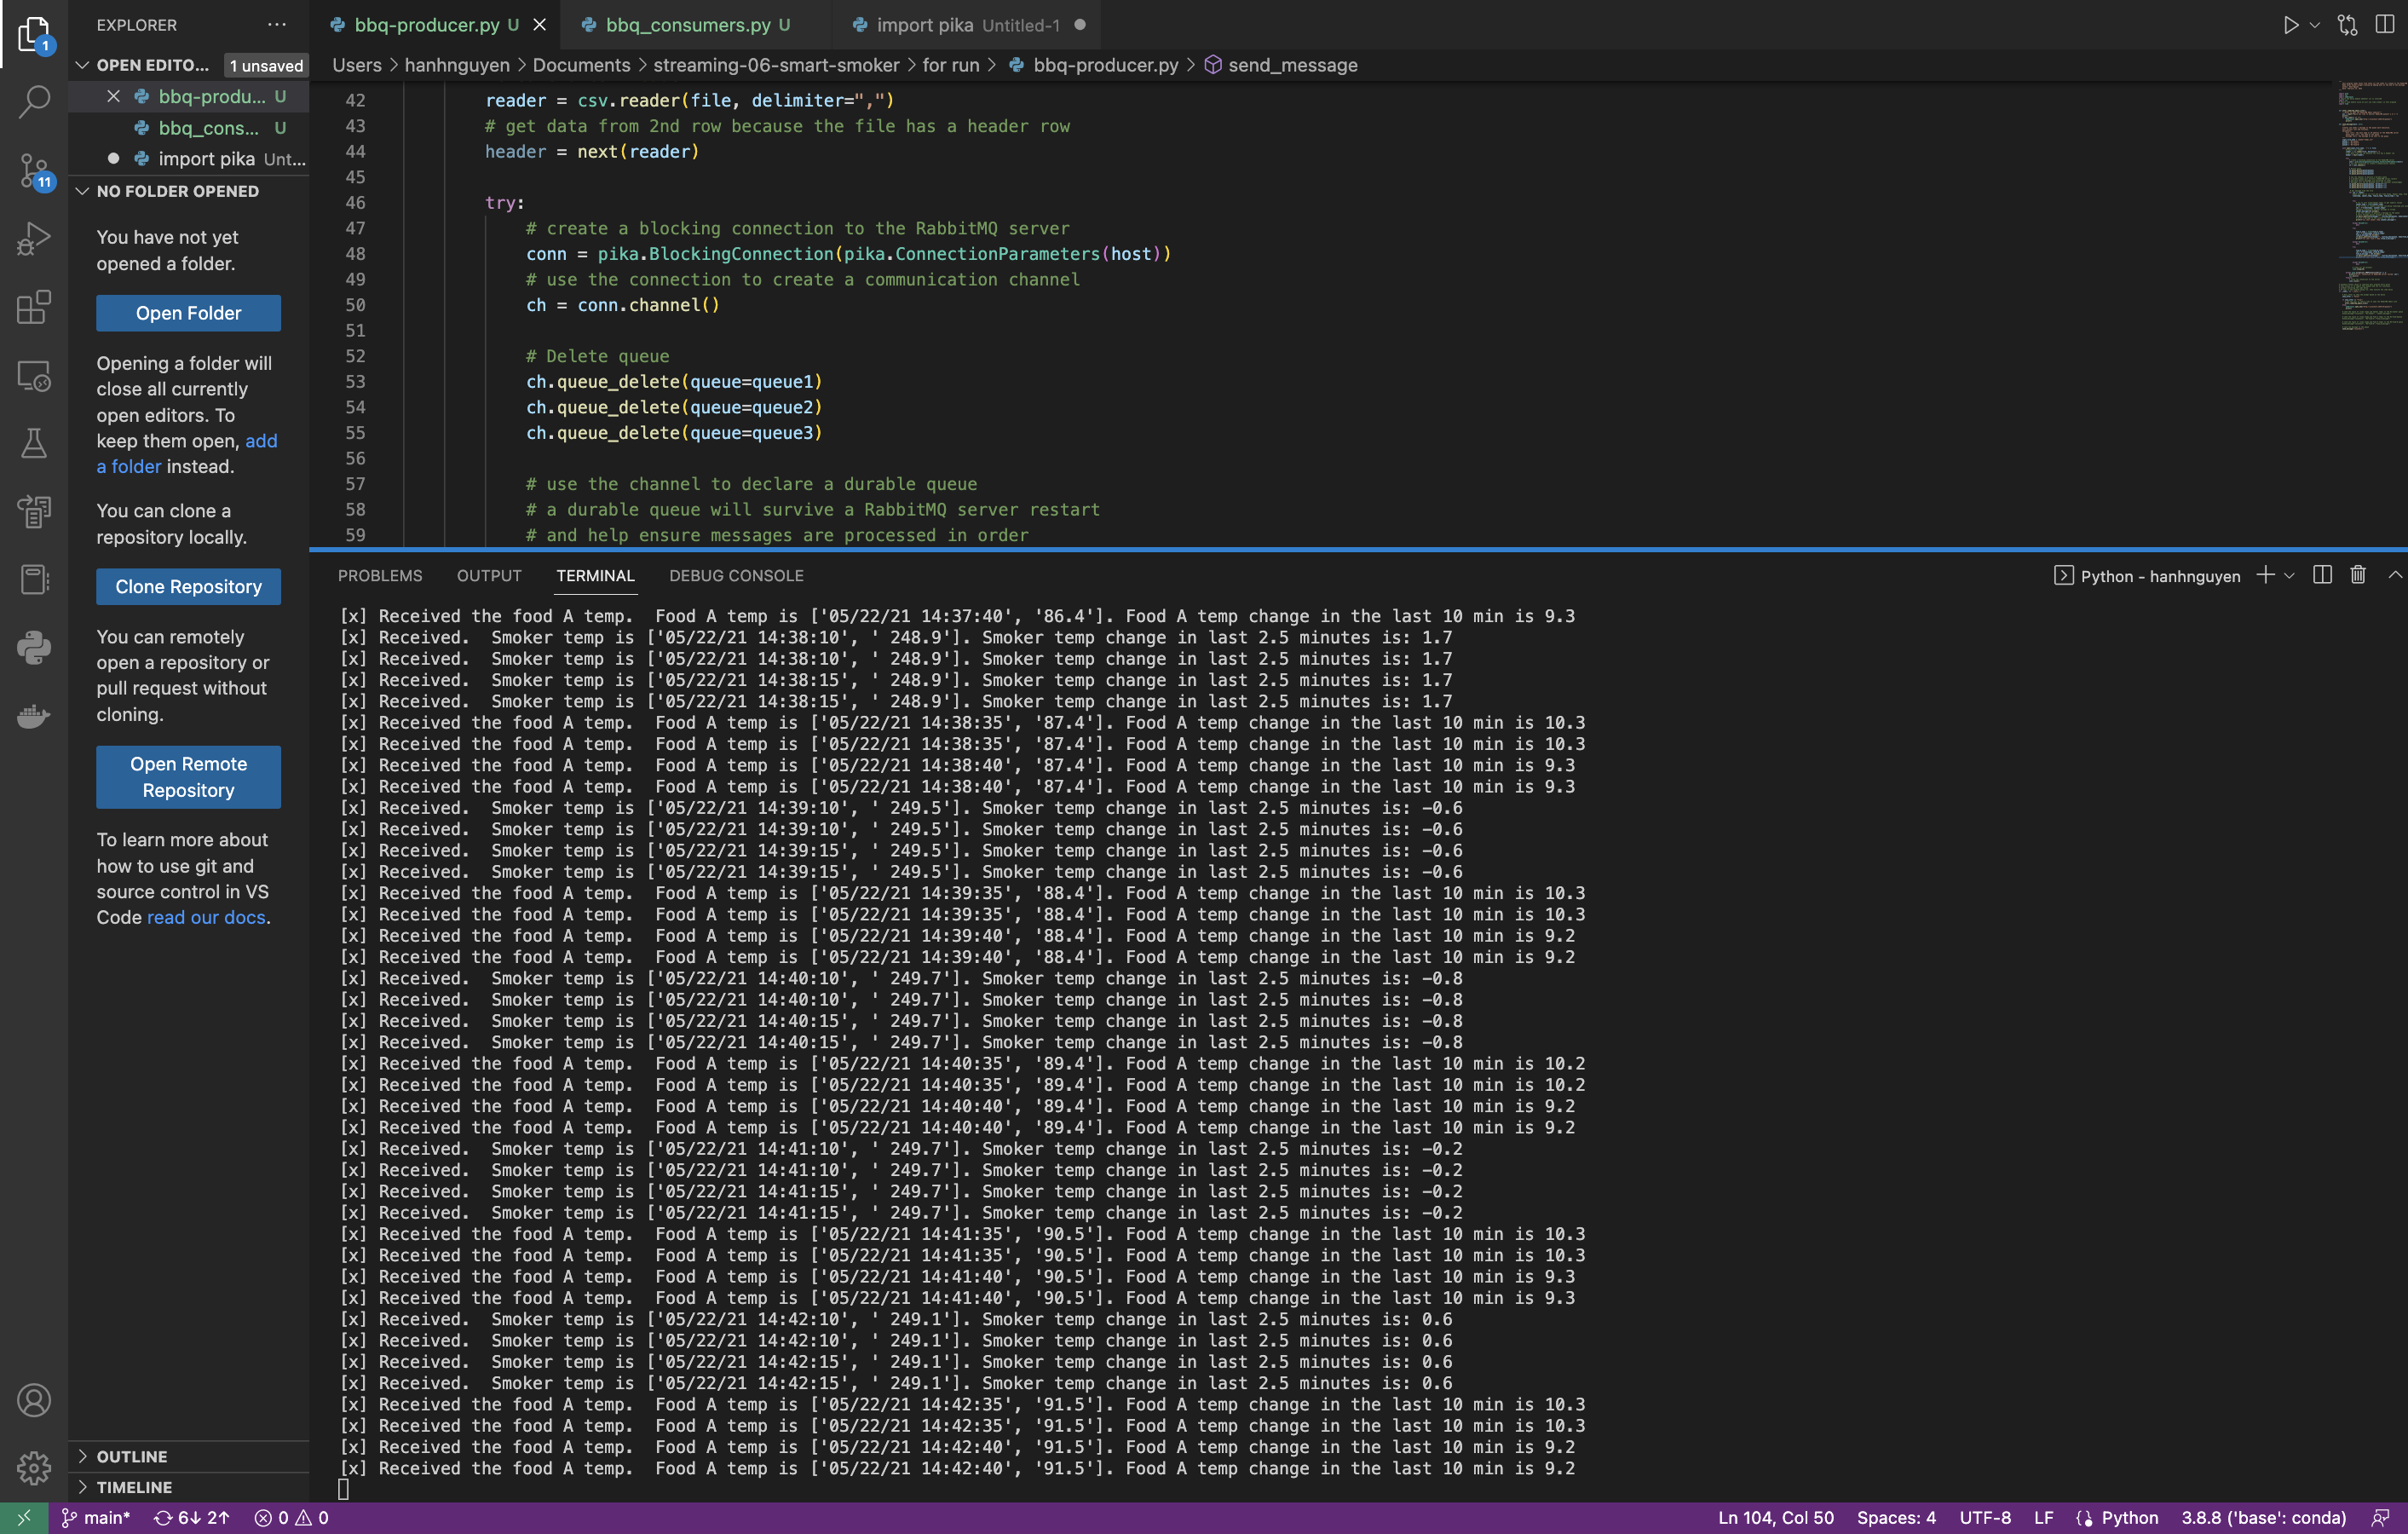 EXPLORER
OPEN EDITO... 1 unsaved
bbq-produ... U
bbq_cons... U
import pika Unt...
NO FOLDER OPENED
You have not yet
opened a folder.
Open Folder
Opening a folder will
close all currently
open editors. To
keep them open, add
a folder instead.
You can clone a
repository locally.
Clone Repository
You can remotely
open a repository or
pull request without
cloning.
Open Remote
Repository
To learn more about
how to use git and
source control in VS
Code read our docs.
OUTLINE
TIMELINE
1
11
bbq-producer.py U
bbq_consumers.py U
import pika Untitled-1
Users > hanhnguyen > Documents > streaming-06-smart-smoker > for run > bbq-producer.py > send_message
42 reader = csv.reader(file, delimiter=",")
43 # get data from 2nd row because the file has a header row
44 header = next(reader)
45
46 try:
47 # create a blocking connection to the RabbitMQ server
48 conn = pika.BlockingConnection(pika.ConnectionParameters(host))
49 # use the connection to create a communication channel
50 ch = conn.channel()
51
52 # Delete queue
53 ch.queue_delete(queue=queue1)
54 ch.queue_delete(queue=queue2)
55 ch.queue_delete(queue=queue3)
56
57 # use the channel to declare a durable queue
58 # a durable queue will survive a RabbitMQ server restart
59 # and help ensure messages are processed in order
PROBLEMS OUTPUT TERMINAL DEBUG CONSOLE
Python - hanhnguyen
[x] Received the food A temp.  Food A temp is ['05/22/21 14:37:40', '86.4']. Food A temp change in the last 10 min is 9.3
[x] Received.  Smoker temp is ['05/22/21 14:38:10', ' 248.9']. Smoker temp change in last 2.5 minutes is: 1.7
[x] Received.  Smoker temp is ['05/22/21 14:38:10', ' 248.9']. Smoker temp change in last 2.5 minutes is: 1.7
[x] Received.  Smoker temp is ['05/22/21 14:38:15', ' 248.9']. Smoker temp change in last 2.5 minutes is: 1.7
[x] Received.  Smoker temp is ['05/22/21 14:38:15', ' 248.9']. Smoker temp change in last 2.5 minutes is: 1.7
[x] Received the food A temp.  Food A temp is ['05/22/21 14:38:35', '87.4']. Food A temp change in the last 10 min is 10.3
[x] Received the food A temp.  Food A temp is ['05/22/21 14:38:35', '87.4']. Food A temp change in the last 10 min is 10.3
[x] Received the food A temp.  Food A temp is ['05/22/21 14:38:40', '87.4']. Food A temp change in the last 10 min is 9.3
[x] Received the food A temp.  Food A temp is ['05/22/21 14:38:40', '87.4']. Food A temp change in the last 10 min is 9.3
[x] Received.  Smoker temp is ['05/22/21 14:39:10', ' 249.5']. Smoker temp change in last 2.5 minutes is: -0.6
[x] Received.  Smoker temp is ['05/22/21 14:39:10', ' 249.5']. Smoker temp change in last 2.5 minutes is: -0.6
[x] Received.  Smoker temp is ['05/22/21 14:39:15', ' 249.5']. Smoker temp change in last 2.5 minutes is: -0.6
[x] Received.  Smoker temp is ['05/22/21 14:39:15', ' 249.5']. Smoker temp change in last 2.5 minutes is: -0.6
[x] Received the food A temp.  Food A temp is ['05/22/21 14:39:35', '88.4']. Food A temp change in the last 10 min is 10.3
[x] Received the food A temp.  Food A temp is ['05/22/21 14:39:35', '88.4']. Food A temp change in the last 10 min is 10.3
[x] Received the food A temp.  Food A temp is ['05/22/21 14:39:40', '88.4']. Food A temp change in the last 10 min is 9.2
[x] Received the food A temp.  Food A temp is ['05/22/21 14:39:40', '88.4']. Food A temp change in the last 10 min is 9.2
[x] Received.  Smoker temp is ['05/22/21 14:40:10', ' 249.7']. Smoker temp change in last 2.5 minutes is: -0.8
[x] Received.  Smoker temp is ['05/22/21 14:40:10', ' 249.7']. Smoker temp change in last 2.5 minutes is: -0.8
[x] Received.  Smoker temp is ['05/22/21 14:40:15', ' 249.7']. Smoker temp change in last 2.5 minutes is: -0.8
[x] Received.  Smoker temp is ['05/22/21 14:40:15', ' 249.7']. Smoker temp change in last 2.5 minutes is: -0.8
[x] Received the food A temp.  Food A temp is ['05/22/21 14:40:35', '89.4']. Food A temp change in the last 10 min is 10.2
[x] Received the food A temp.  Food A temp is ['05/22/21 14:40:35', '89.4']. Food A temp change in the last 10 min is 10.2
[x] Received the food A temp.  Food A temp is ['05/22/21 14:40:40', '89.4']. Food A temp change in the last 10 min is 9.2
[x] Received the food A temp.  Food A temp is ['05/22/21 14:40:40', '89.4']. Food A temp change in the last 10 min is 9.2
[x] Received.  Smoker temp is ['05/22/21 14:41:10', ' 249.7']. Smoker temp change in last 2.5 minutes is: -0.2
[x] Received.  Smoker temp is ['05/22/21 14:41:10', ' 249.7']. Smoker temp change in last 2.5 minutes is: -0.2
[x] Received.  Smoker temp is ['05/22/21 14:41:15', ' 249.7']. Smoker temp change in last 2.5 minutes is: -0.2
[x] Received.  Smoker temp is ['05/22/21 14:41:15', ' 249.7']. Smoker temp change in last 2.5 minutes is: -0.2
[x] Received the food A temp.  Food A temp is ['05/22/21 14:41:35', '90.5']. Food A temp change in the last 10 min is 10.3
[x] Received the food A temp.  Food A temp is ['05/22/21 14:41:35', '90.5']. Food A temp change in the last 10 min is 10.3
[x] Received the food A temp.  Food A temp is ['05/22/21 14:41:40', '90.5']. Food A temp change in the last 10 min is 9.3
[x] Received the food A temp.  Food A temp is ['05/22/21 14:41:40', '90.5']. Food A temp change in the last 10 min is 9.3
[x] Received.  Smoker temp is ['05/22/21 14:42:10', ' 249.1']. Smoker temp change in last 2.5 minutes is: 0.6
[x] Received.  Smoker temp is ['05/22/21 14:42:10', ' 249.1']. Smoker temp change in last 2.5 minutes is: 0.6
[x] Received.  Smoker temp is ['05/22/21 14:42:15', ' 249.1']. Smoker temp change in last 2.5 minutes is: 0.6
[x] Received.  Smoker temp is ['05/22/21 14:42:15', ' 249.1']. Smoker temp change in last 2.5 minutes is: 0.6
[x] Received the food A temp.  Food A temp is ['05/22/21 14:42:35', '91.5']. Food A temp change in the last 10 min is 10.3
[x] Received the food A temp.  Food A temp is ['05/22/21 14:42:35', '91.5']. Food A temp change in the last 10 min is 10.3
[x] Received the food A temp.  Food A temp is ['05/22/21 14:42:40', '91.5']. Food A temp change in the last 10 min is 9.2
[x] Received the food A temp.  Food A temp is ['05/22/21 14:42:40', '91.5']. Food A temp change in the last 10 min is 9.2
main* 6↓ 2↑ 0 0 Ln 104, Col 50 Spaces: 4 UTF-8 LF Python 3.8.8 ('base': conda)